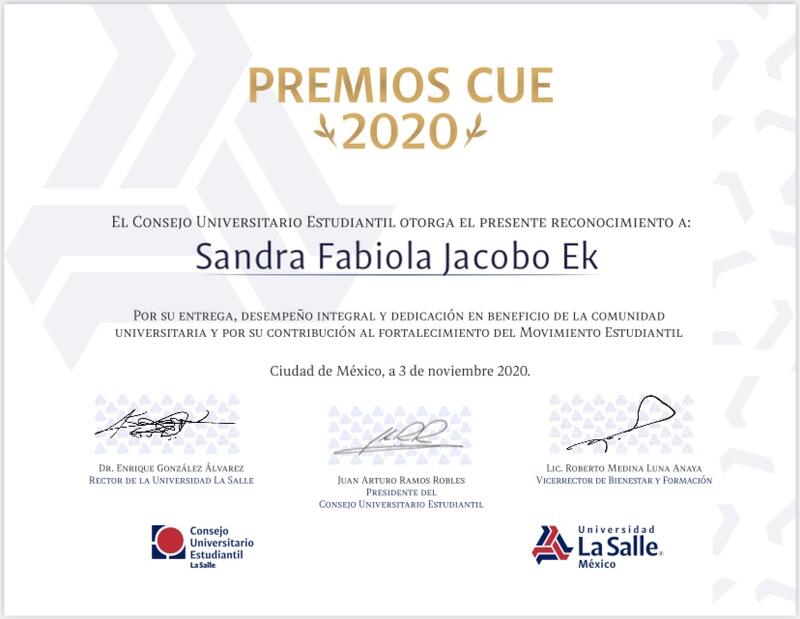 PREMIOS CUE
2020
EL CONSEJO UNIVERSITARIO ESTUDIANTIL OTORGA EL PRESENTE RECONOCIMIENTO A:
Sandra Fabiola Jacobo Ek
POR SU ENTREGA, DESEMPEÑO INTEGRAL Y DEDICACIÓN EN BENEFICIO DE LA COMUNIDAD
UNIVERSITARIA Y POR SU CONTRIBUCIÓN AL FORTALECIMIENTO DEL MOVIMIENTO ESTUDIANTIL
Ciudad de México, a 3 de noviembre 2020.
DR. ENRIQUE GONZÁLEZ ÁLVAREZ
RECTOR DE LA UNIVERSIDAD LA SALLE
JUAN ARTURO RAMOS ROBLES
PRESIDENTE DEL
CONSEJO UNIVERSITARIO ESTUDIANTIL
LIC. ROBERTO MEDINA LUNA ANAYA
VICERRECTOR DE BIENESTAR Y FORMACIÓN
Consejo
Universitario
Estudiantil
La Salle
Universidad
La Salle®
México